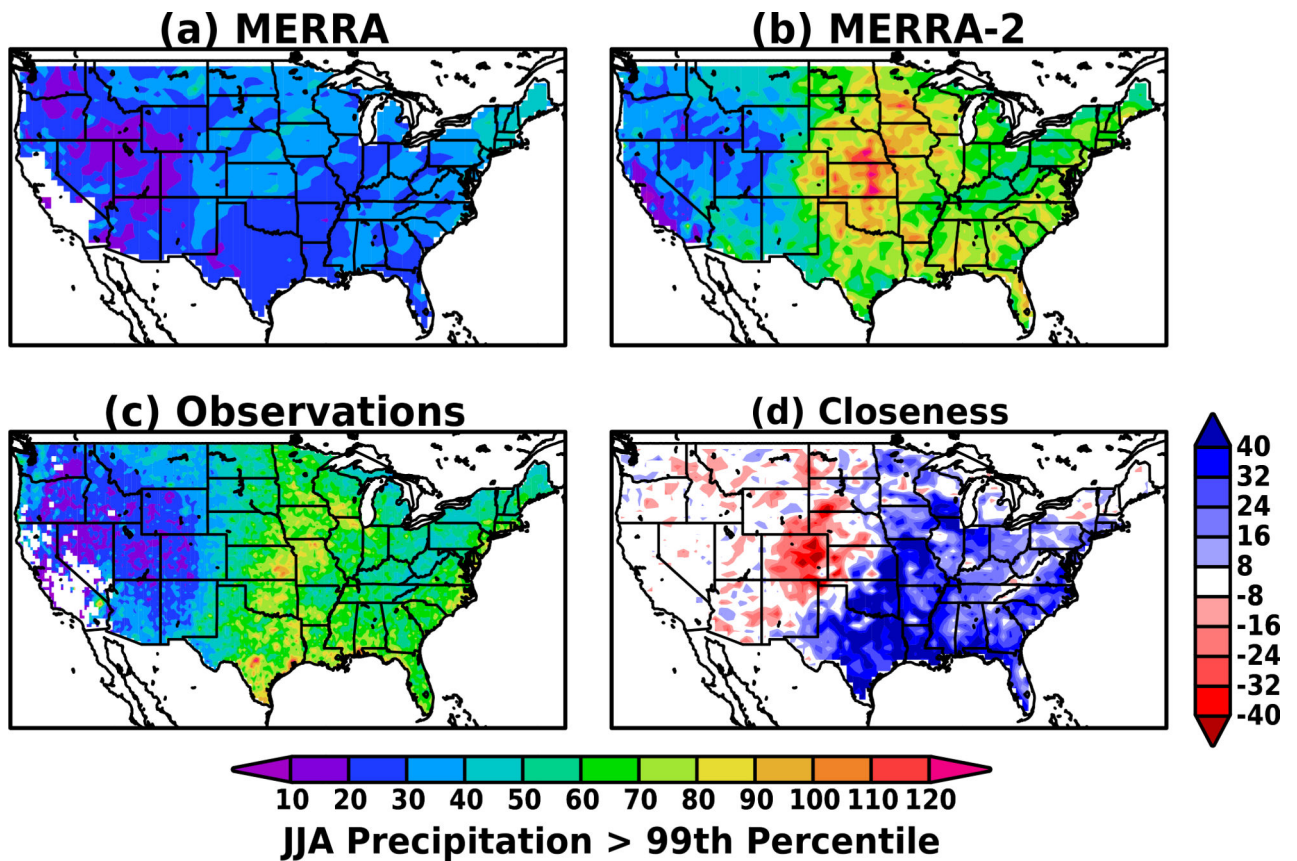 (a) MERRA
(b) MERRA-2
(c) Observations
(d) Closeness
40
32
24
16
8
-8
-16
-24
-32
-40
10 20 30 40 50 60 70 80 90 100 110 120
JJA Precipitation > 99th Percentile